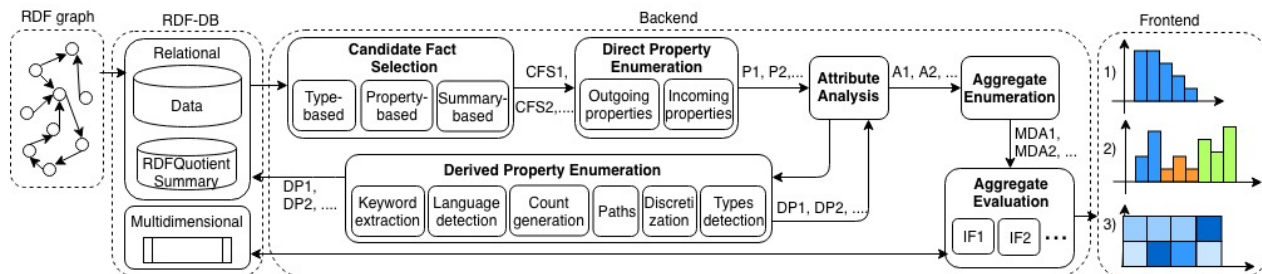 RDF graph
RDF-DB
Relational
Data
RDFQuotient
Summary
Multidimensional
Backend
Candidate Fact
Selection
Type-
based
Property-
based
Summary-
based
CFS1,
CFS2,....
Direct Property
Enumeration
Outgoing
properties
Incoming
properties
P1, P2,...
Attribute
Analysis
A1, A2, ...
Aggregate
Enumeration
MDA1,
MDA2, ...
DP1,
DP2, ....
Derived Property Enumeration
Keyword
extraction
Language
detection
Count
generation
Paths
Discreti
zation
Types
detection
DP1, DP2, ....
Aggregate
Evaluation
IF1
IF2
...
Frontend
1)
2)
3)